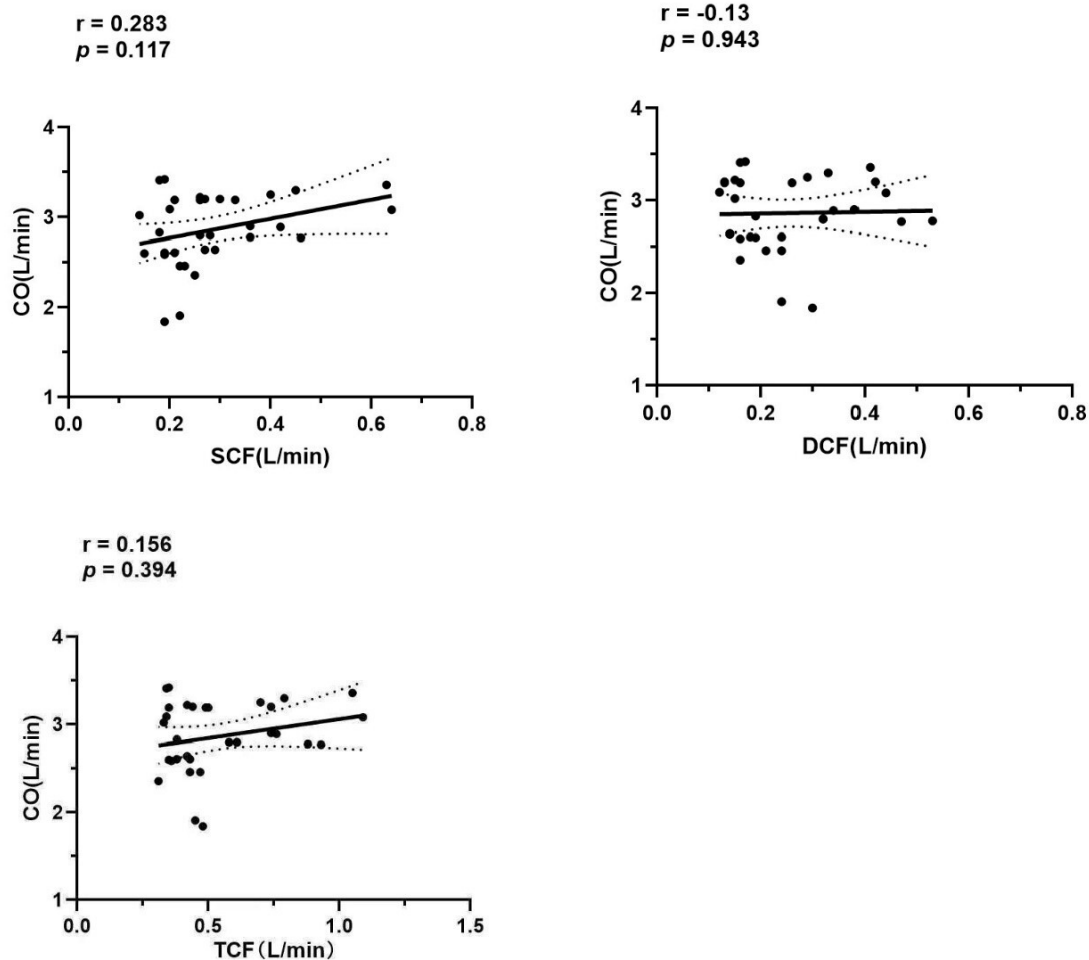 r = 0.283
p = 0.117
CO(L/min)
4
3
2
1
0.0 0.2 0.4 0.6 0.8
SCF(L/min)
r = -0.13
p = 0.943
CO(L/min)
4
3
2
1
0.0 0.2 0.4 0.6 0.8
DCF(L/min)
r = 0.156
p = 0.394
CO(L/min)
4
3
2
1
0.0 0.5 1.0 1.5
TCF（L/min）